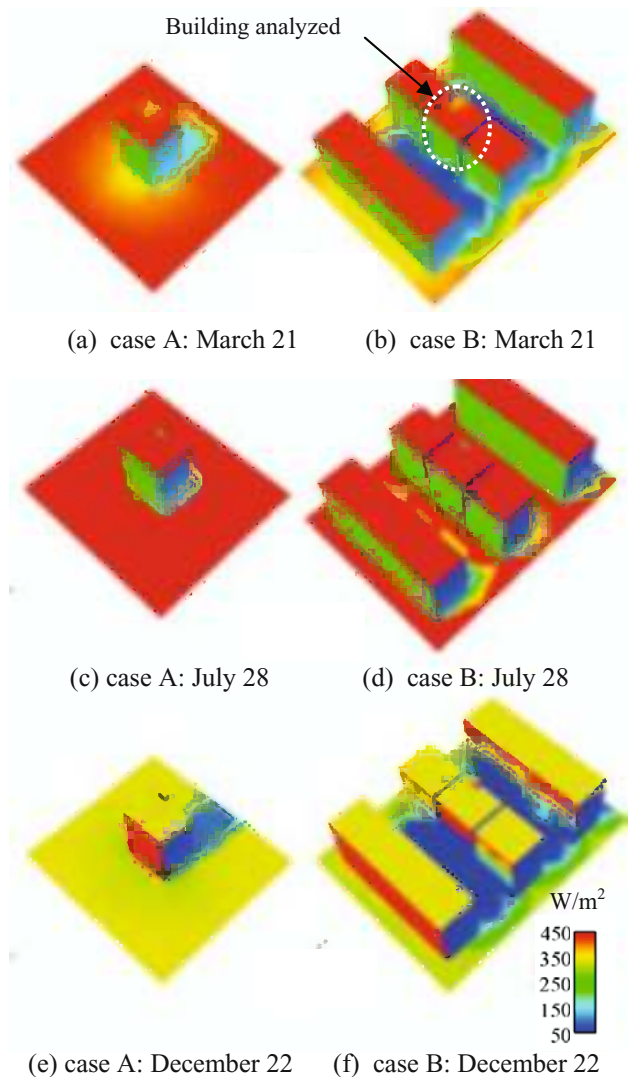 Building analyzed
(a) case A: March 21
(b) case B: March 21
(c) case A: July 28
(d) case B: July 28
W/m²
450
350
250
150
50
(e) case A: December 22
(f) case B: December 22